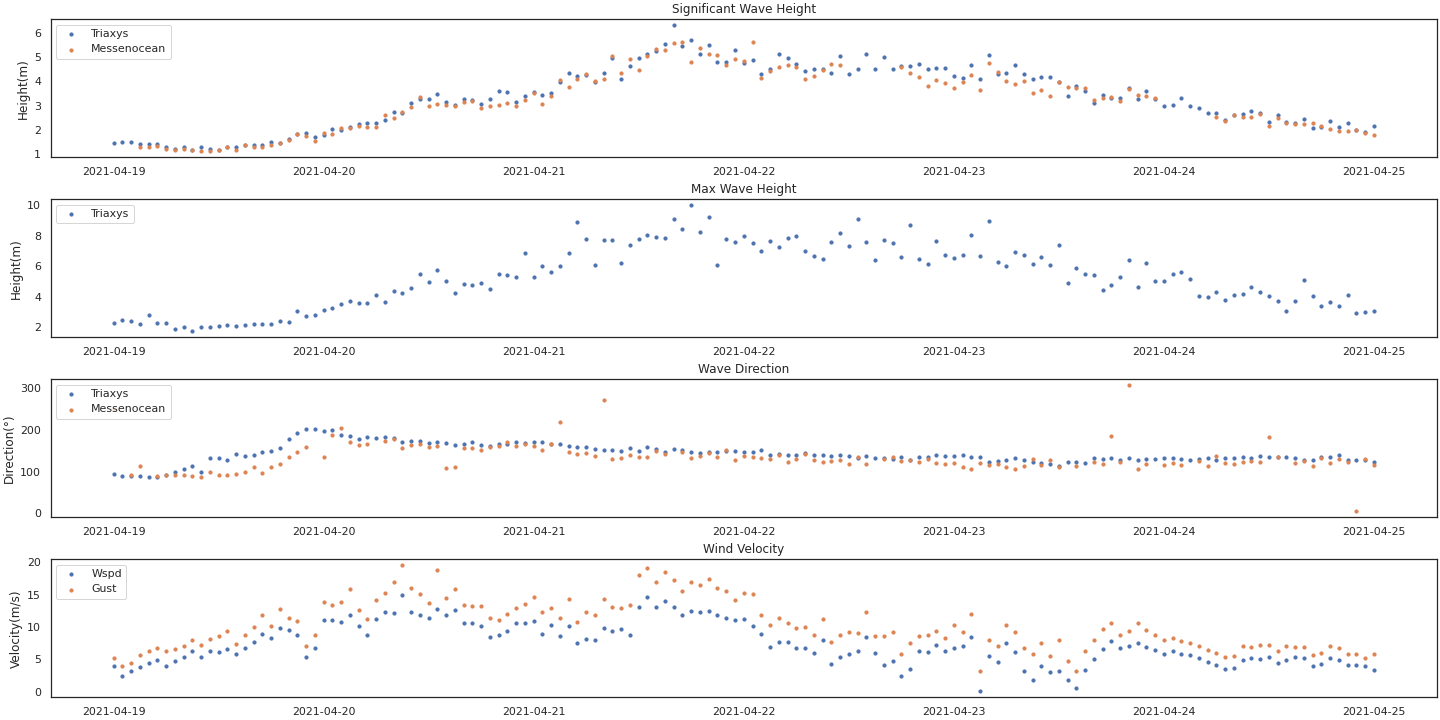 Significant Wave Height
Height(m)
6
5
4
3
2
1
Triaxys
Messenocean
2021-04-19 2021-04-20 2021-04-21 2021-04-22 2021-04-23 2021-04-24 2021-04-25
Max Wave Height
Height(m)
10
8
6
4
2
Triaxys
2021-04-19 2021-04-20 2021-04-21 2021-04-22 2021-04-23 2021-04-24 2021-04-25
Wave Direction
Direction(°)
300
200
100
0
Triaxys
Messenocean
2021-04-19 2021-04-20 2021-04-21 2021-04-22 2021-04-23 2021-04-24 2021-04-25
Wind Velocity
Velocity(m/s)
20
15
10
5
0
Wspd
Gust
2021-04-19 2021-04-20 2021-04-21 2021-04-22 2021-04-23 2021-04-24 2021-04-25